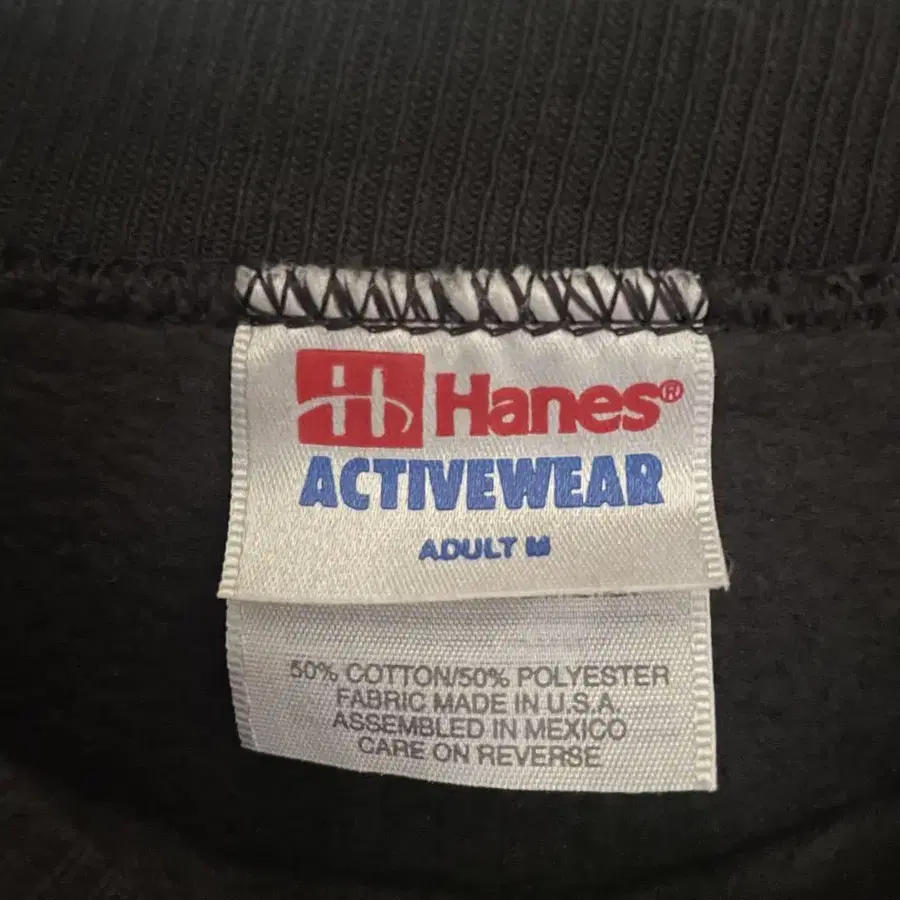 Hanes®
ACTIVEWEAR
ADULT M
50% COTTON/50% POLYESTER
FABRIC MADE IN U.S.A.
ASSEMBLED IN MEXICO
CARE ON REVERSE